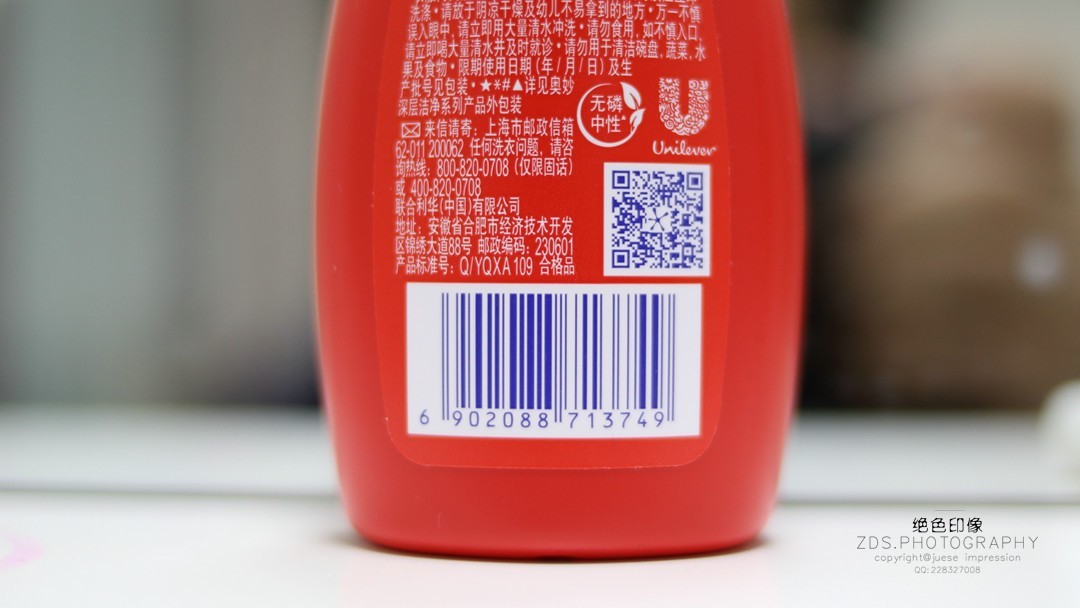 洗涤·请放于阴凉干燥及幼儿不易拿到的地方·万一不慎
误入眼中,请立即用大量清水冲洗·请勿食用,如不慎入口,
请立即喝大量清水并及时就诊·请勿用于清洁碗盘,蔬菜,水
果及食物·限期使用日期(年/月/日)及生
产批号见包装·★*#▲详见奥妙
深层洁净系列产品外包装
无磷
中性*
Unilever
来信请寄:上海市邮政信箱
62-011 200062 任何洗衣问题,请咨
询热线:800-820-0708(仅限固话)
或 400-820-0708
联合利华(中国)有限公司
地址:安徽省合肥市经济技术开发
区锦绣大道88号 邮政编码:230601
产品标准号:Q/YQXA109 合格品
6 902088 713749
绝色印像
ZDS.PHOTOGRAPHY
copyright@juese impression
QQ:228327008